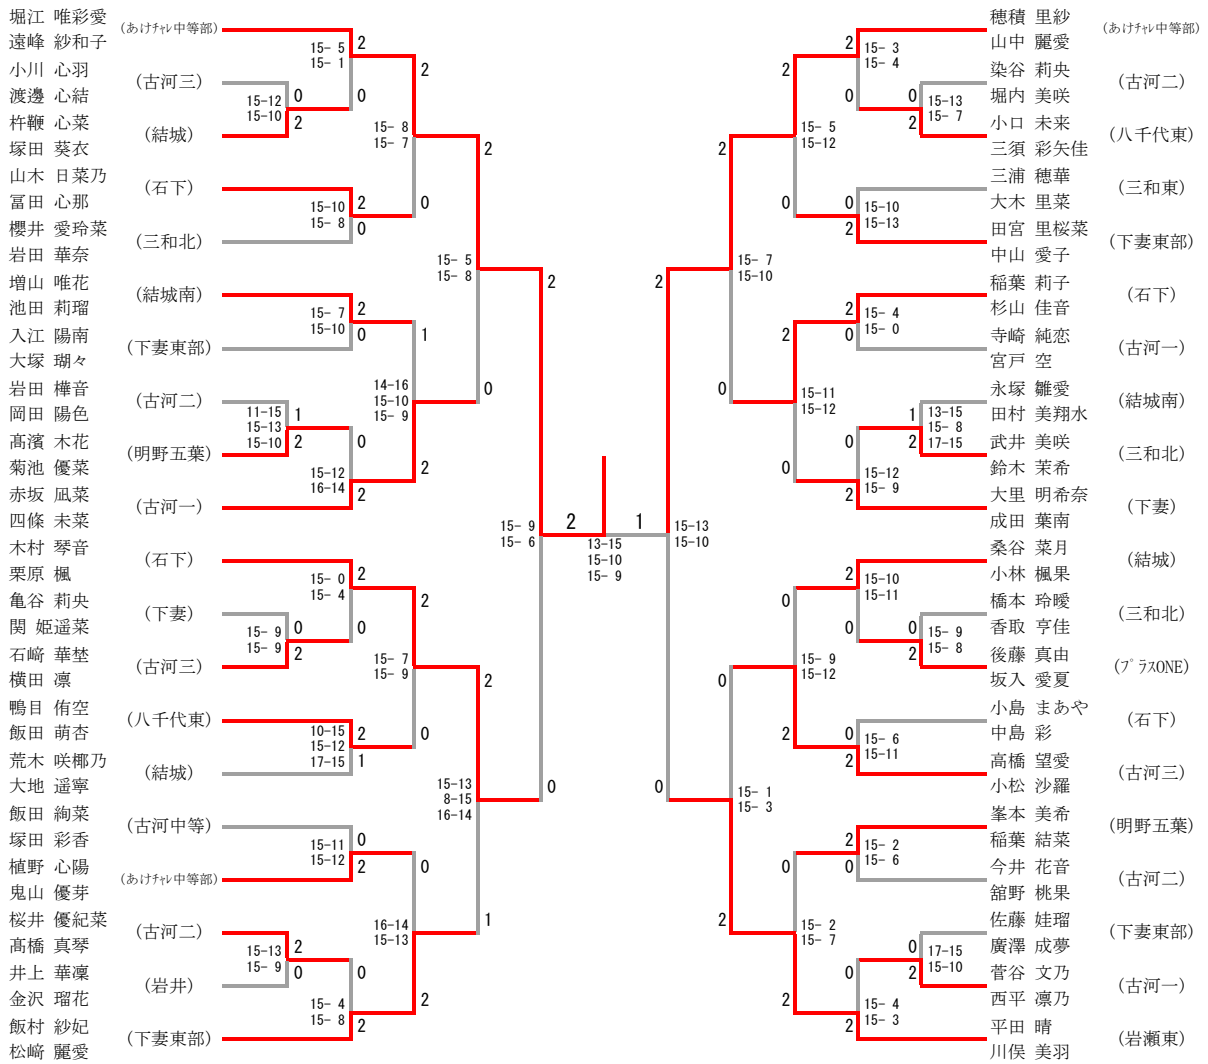 堀江 唯彩愛
遠峰 紗和子
(あけチャレ中等部)
小川 心羽
渡邊 心結
(古河三)
杵鞭 心菜
塚田 葵衣
(結城)
山木 日菜乃
冨田 心那
(石下)
櫻井 愛玲菜
岩田 華奈
(三和北)
増山 唯花
池田 莉瑠
(結城南)
入江 陽南
大塚 瑚々
(下妻東部)
岩田 樺音
岡田 陽色
(古河二)
髙濱 木花
菊池 優菜
(明野五葉)
赤坂 凪菜
四條 未菜
(古河一)
木村 琴音
栗原 楓
(石下)
亀谷 莉央
関 姫遥菜
(下妻)
石﨑 華埜
横田 凛
(古河三)
鴨目 侑空
飯田 萌杏
(八千代東)
荒木 咲椰乃
大地 遥寧
(結城)
飯田 絢菜
塚田 彩香
(古河中等)
植野 心陽
鬼山 優芽
(あけチャレ中等部)
桜井 優紀菜
髙橋 真琴
(古河二)
井上 華凜
金沢 瑠花
(岩井)
飯村 紗妃
松﨑 麗愛
(下妻東部)
15- 5
15- 1
2
0
15-12
15-10
0
2
15- 8
15- 7
2
0
15-10
15- 8
2
0
15- 5
15- 8
2
0
15- 7
15-10
2
0
14-16
15-10
15- 9
1
2
11-15
15-13
15-10
1
2
15-12
16-14
0
2
15- 9
15- 6
2
0
15- 0
15- 4
2
0
15- 9
15- 9
0
2
15- 7
15- 9
2
0
10-15
15-12
17-15
2
1
15-13
8-15
16-14
2
1
15-11
15-12
0
2
16-14
15-13
0
2
15-13
15- 9
2
0
15- 4
15- 8
0
2
2
1
13-15
15-10
15- 9
穂積 里紗
山中 麗愛
(あけチャレ中等部)
染谷 莉央
堀内 美咲
(古河二)
小口 未来
三須 彩矢佳
(八千代東)
三浦 穂華
大木 里菜
(三和東)
田宮 里桜菜
中山 愛子
(下妻東部)
稲葉 莉子
杉山 佳音
(石下)
寺崎 純恋
宮戸 空
(古河一)
永塚 雛愛
田村 美翔水
(結城南)
武井 美咲
鈴木 茉希
(三和北)
大里 明希奈
成田 葉南
(下妻)
桑谷 菜月
小林 楓果
(結城)
橋本 玲曖
香取 亨佳
(三和北)
後藤 真由
坂入 愛夏
(プラスONE)
小島 まあや
中島 彩
(石下)
高橋 望愛
小松 沙羅
(古河三)
峯本 美希
稲葉 結菜
(明野五葉)
今井 花音
舘野 桃果
(古河二)
佐藤 娃瑠
廣澤 成夢
(下妻東部)
菅谷 文乃
西平 凛乃
(古河一)
平田 晴
川俣 美羽
(岩瀬東)
2
0
15- 3
15- 4
0
2
15-13
15- 7
2
0
15- 5
15-12
0
2
15-10
15-13
2
0
15- 7
15-10
2
0
15- 4
15- 0
2
0
15-11
15-12
1
2
13-15
15- 8
17-15
0
2
15-12
15- 9
2
0
15-13
15-10
2
0
15-10
15-11
0
2
15- 9
15- 8
0
2
15- 9
15-12
0
2
15- 6
15-11
0
2
15- 1
15- 3
2
0
15- 2
15- 6
0
2
15- 2
15- 7
0
2
17-15
15-10
0
2
15- 4
15- 3